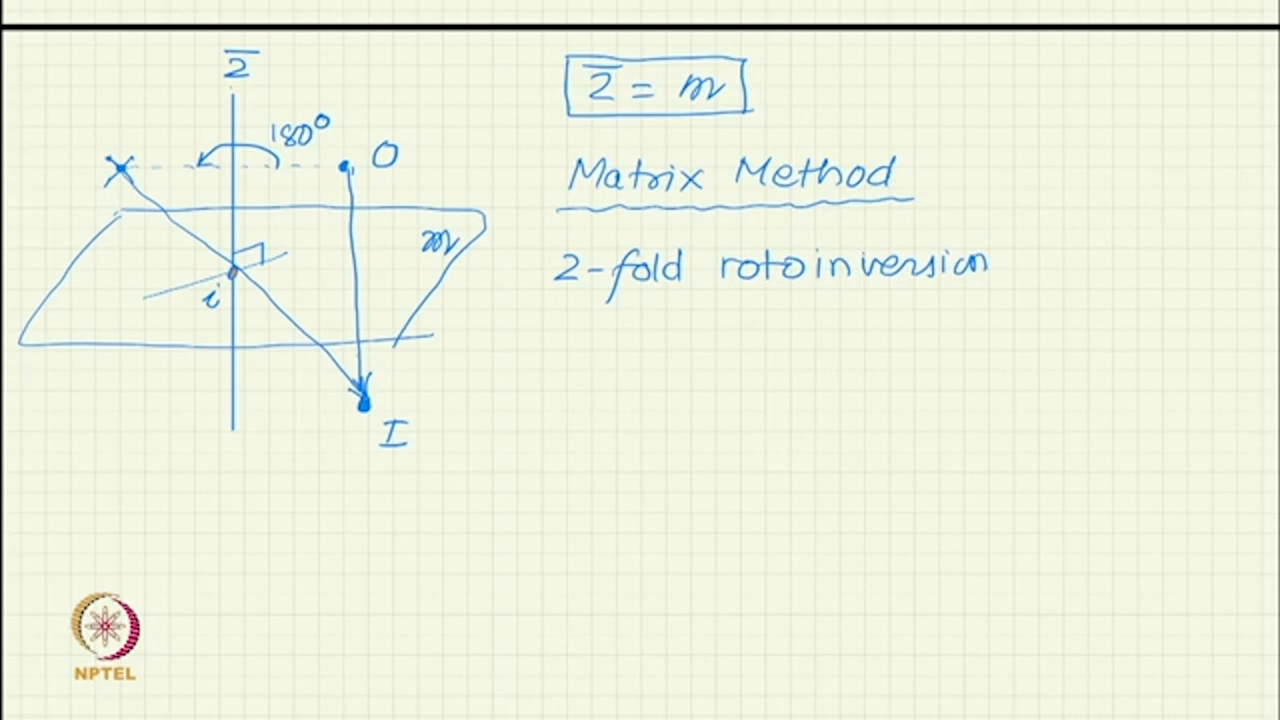 2̅
180°
O
m
i
I
2̅ = m
Matrix Method
2-fold rotoinversion
NPTEL